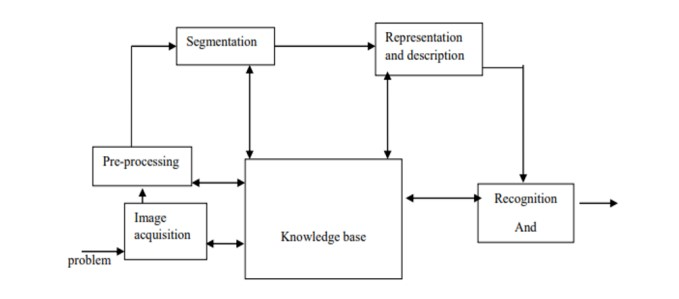 Segmentation
Representation
and description
Pre-processing
Image
acquisition
problem
Knowledge base
Recognition
And